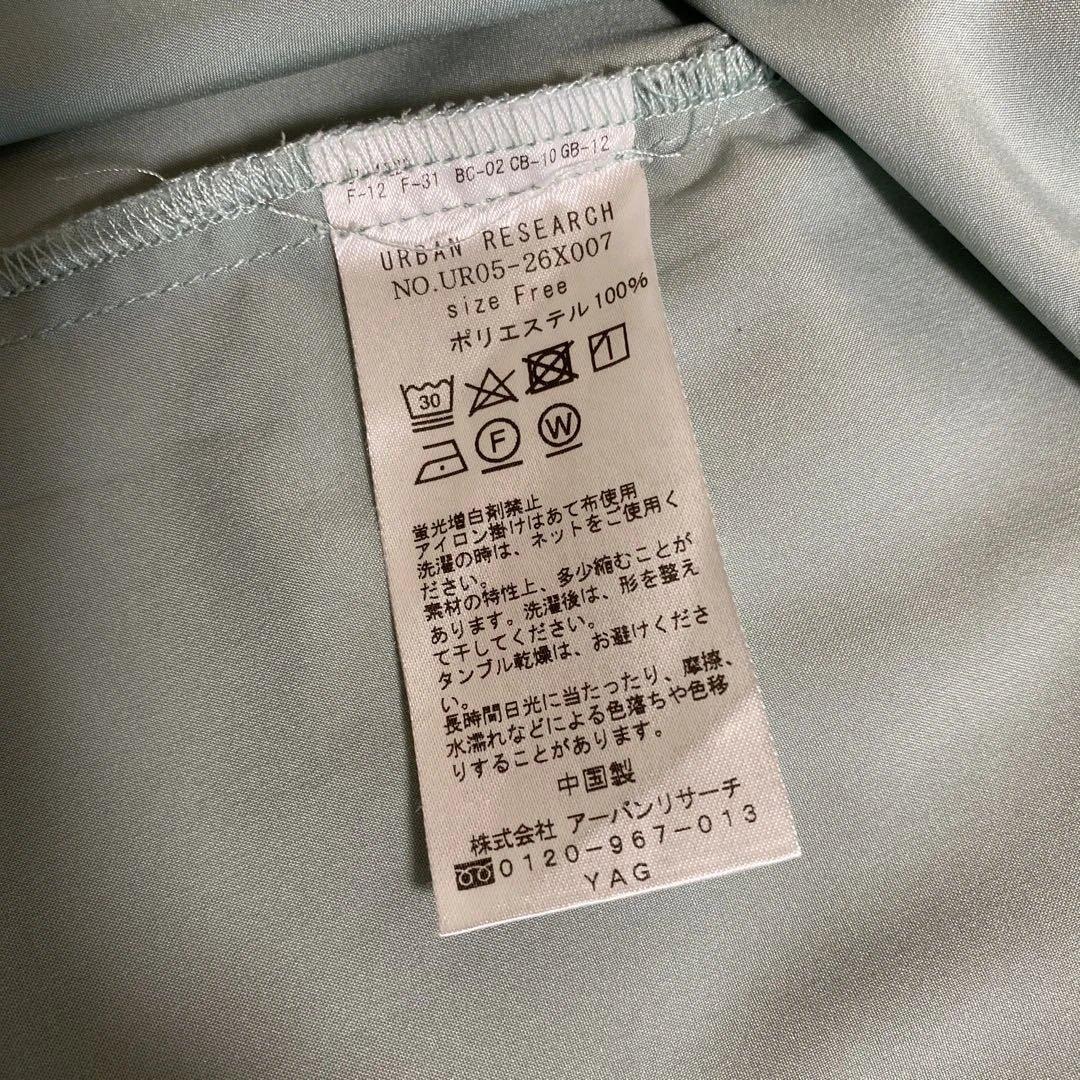 F-12 F-31 BC-02 CB-10 GB-12
URBAN RESEARCH
NO.UR05-26X007
size Free
ポリエステル 100%
30
F W
蛍光増白剤禁止
アイロン掛けはあて布使用
洗濯の時は、ネットをご使用く
ださい。
素材の特性上、多少縮むことが
あります。洗濯後は、形を整え
て干してください。
タンブル乾燥は、お避けくださ
い。
長時間日光に当たったり、摩擦、
水濡れなどによる色落ちや色移
りすることがあります。
中国製
株式会社 アーバンリサーチ
0120-967-013
YAG